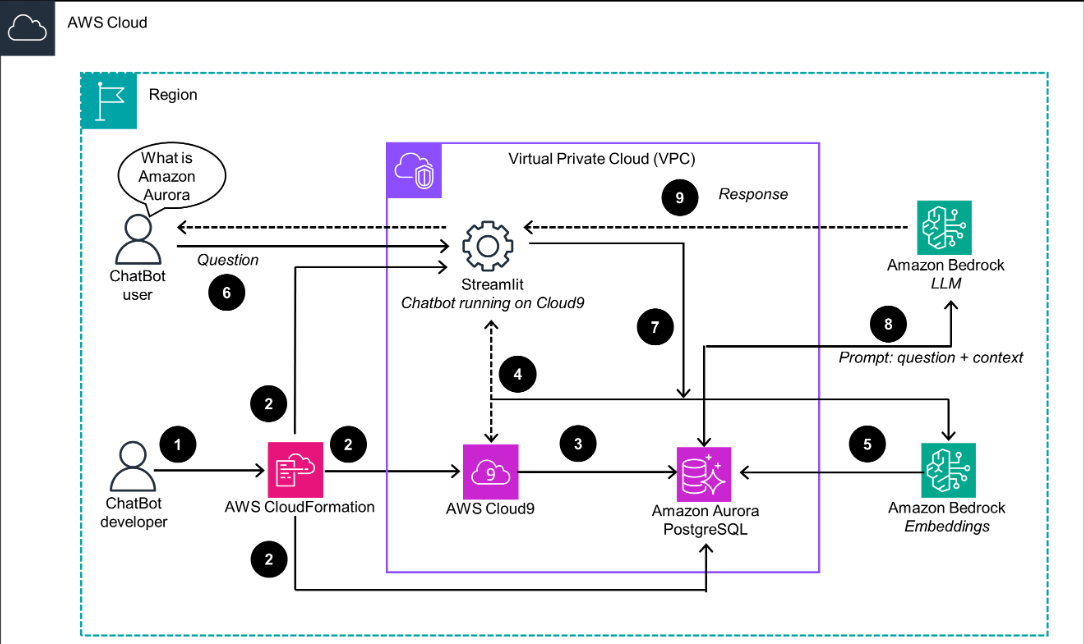 AWS Cloud
Region
What is
Amazon
Aurora
Virtual Private Cloud (VPC)
9
Response
ChatBot
user
Question
6
Streamlit
Chatbot running on Cloud9
Amazon Bedrock
LLM
7
8
Prompt: question + context
4
2
1
2
3
5
9
ChatBot
developer
AWS CloudFormation
AWS Cloud9
Amazon Aurora
PostgreSQL
Amazon Bedrock
Embeddings
2